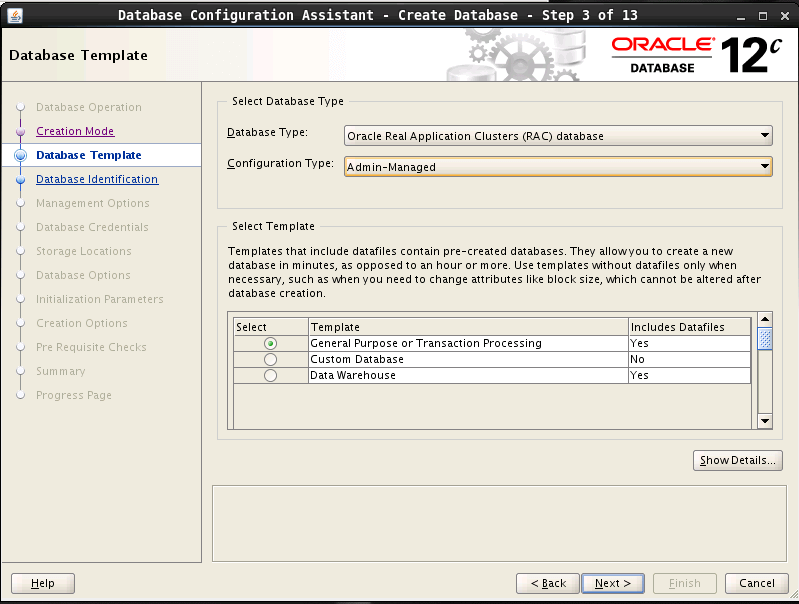 Database Configuration Assistant - Create Database - Step 3 of 13
Database Template
ORACLE
DATABASE
12c
Database Operation
Creation Mode
Database Template
Database Identification
Management Options
Database Credentials
Storage Locations
Database Options
Initialization Parameters
Creation Options
Pre Requisite Checks
Summary
Progress Page
Select Database Type
Database Type: Oracle Real Application Clusters (RAC) database
Configuration Type: Admin-Managed
Select Template
Templates that include datafiles contain pre-created databases. They allow you to create a new
database in minutes, as opposed to an hour or more. Use templates without datafiles only when
necessary, such as when you need to change attributes like block size, which cannot be altered after
database creation.
Select Template Includes Datafiles
General Purpose or Transaction Processing Yes
Custom Database No
Data Warehouse Yes
Show Details...
Help < Back Next > Finish Cancel